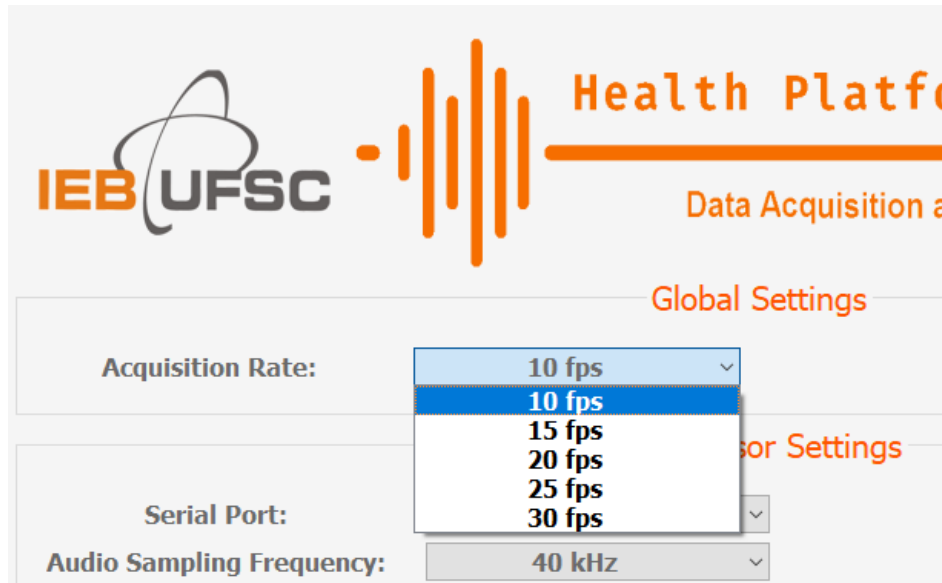 Health Platfo
IEB UFSC
Data Acquisition a
Global Settings
Acquisition Rate: 10 fps
10 fps
15 fps
sor Settings
20 fps
25 fps
Serial Port:
30 fps
Audio Sampling Frequency: 40 kHz